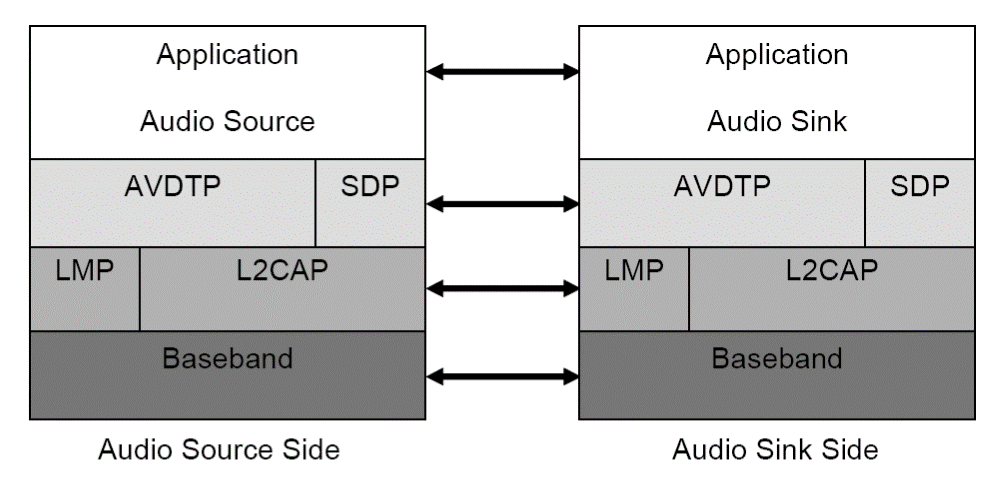 Application
Audio Source
AVDTP SDP
LMP L2CAP
Baseband
Audio Source Side
Application
Audio Sink
AVDTP SDP
LMP L2CAP
Baseband
Audio Sink Side